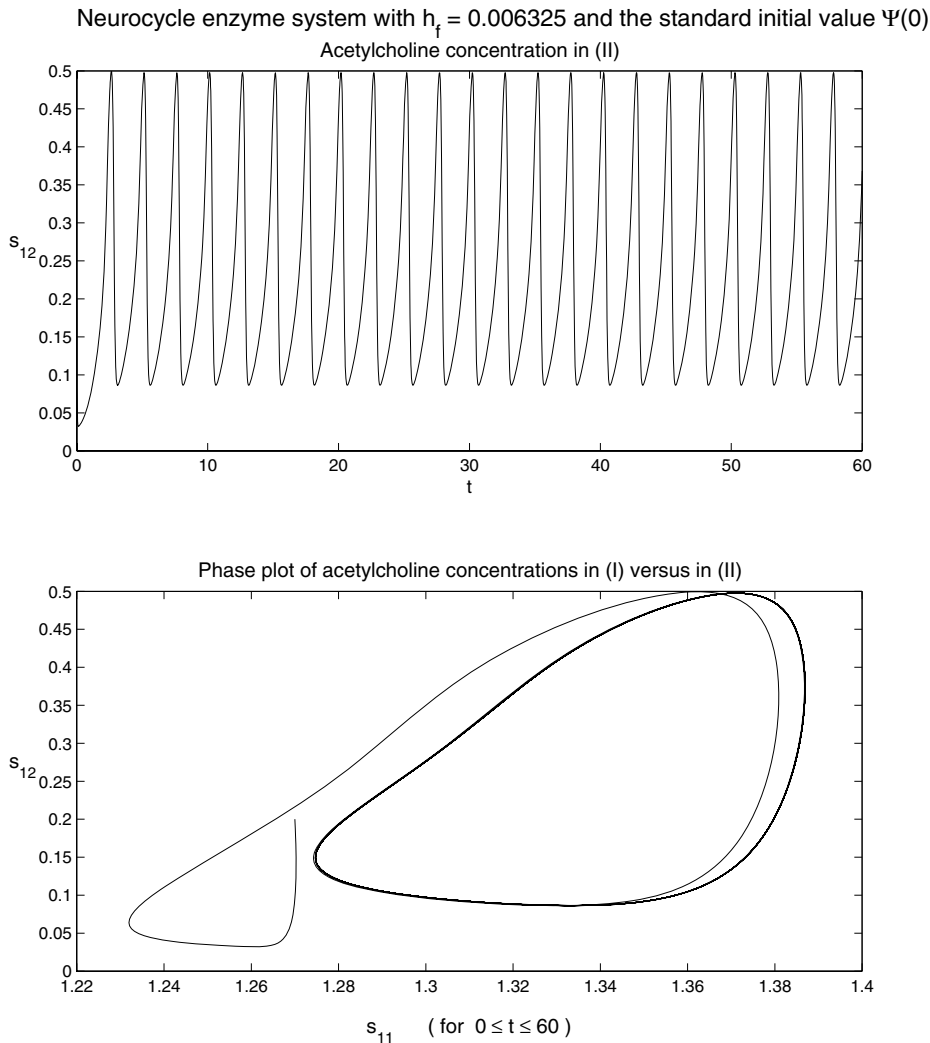 Neurocycle enzyme system with h_f = 0.006325 and the standard initial value Ψ(0)
Acetylcholine concentration in (II)
0.5
0.45
0.4
0.35
0.3
s_12
0.25
0.2
0.15
0.1
0.05
0
0 10 20 30 40 50 60
t
Phase plot of acetylcholine concentrations in (I) versus in (II)
0.5
0.45
0.4
0.35
0.3
s_12
0.25
0.2
0.15
0.1
0.05
0
1.22 1.24 1.26 1.28 1.3 1.32 1.34 1.36 1.38 1.4
s_11 ( for 0 ≤ t ≤ 60 )